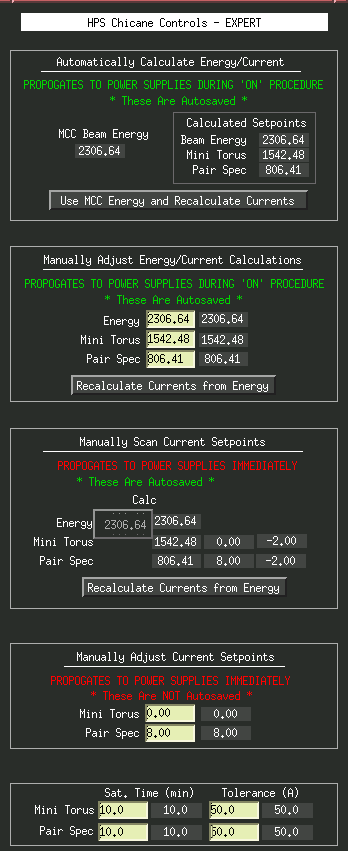 HPS Chicane Controls - EXPERT
Automatically Calculate Energy/Current
PROPOGATES TO POWER SUPPLIES DURING 'ON' PROCEDURE
* These Are Autosaved *
Calculated Setpoints
MCC Beam Energy
2306.64
Beam Energy 2306.64
Mini Torus 1542.48
Pair Spec 806.41
Use MCC Energy and Recalculate Currents
Manually Adjust Energy/Current Calculations
PROPOGATES TO POWER SUPPLIES DURING 'ON' PROCEDURE
* These Are Autosaved *
Energy 2306.64 2306.64
Mini Torus 1542.48 1542.48
Pair Spec 806.41 806.41
Recalculate Currents from Energy
Manually Scan Current Setpoints
PROPOGATES TO POWER SUPPLIES IMMEDIATELY
* These Are Autosaved *
Calc
Energy 2306.64 2306.64
Mini Torus 1542.48 0.00 -2.00
Pair Spec 806.41 8.00 -2.00
Recalculate Currents from Energy
Manually Adjust Current Setpoints
PROPOGATES TO POWER SUPPLIES IMMEDIATELY
* These Are NOT Autosaved *
Mini Torus 0.00 0.00
Pair Spec 8.00 8.00
Sat. Time (min) Tolerance (A)
Mini Torus 10.0 10.0 50.0 50.0
Pair Spec 10.0 10.0 50.0 50.0